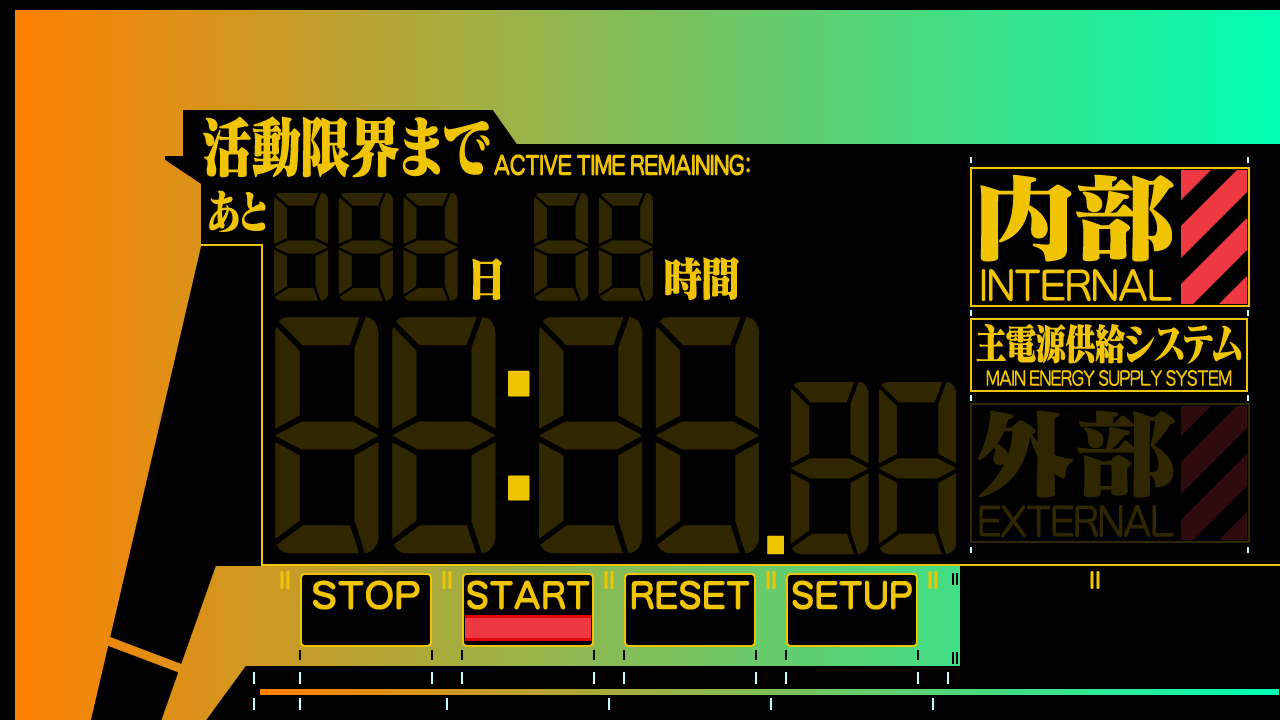 活動限界まで
ACTIVE TIME REMAINING:
あと
日
時間
:
.
内部
INTERNAL
主電源供給システム
MAIN ENERGY SUPPLY SYSTEM
外部
EXTERNAL
STOP
START
RESET
SETUP